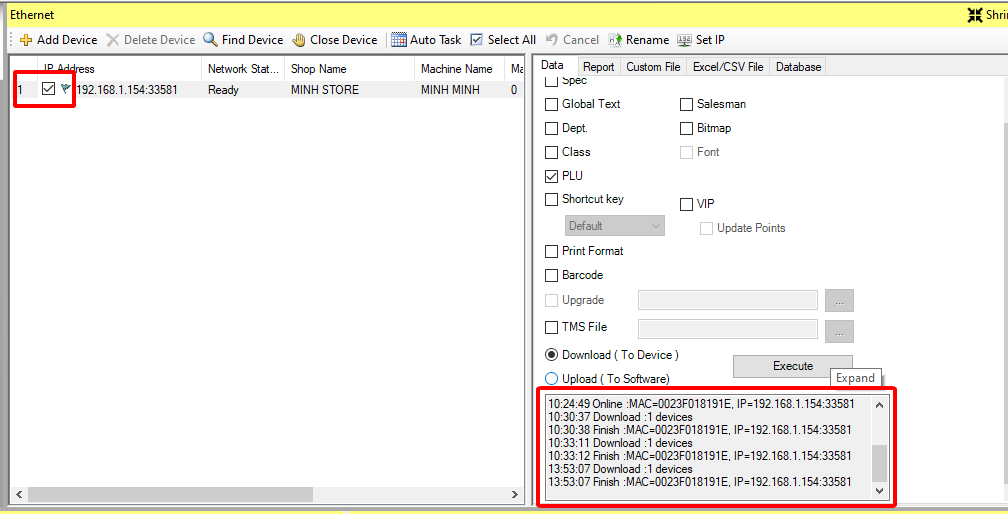 Ethernet
Shrin
Add Device Delete Device Find Device Close Device Auto Task Select All Cancel Rename Set IP
IP Address Network Stat... Shop Name Machine Name Ma
1 192.168.1.154:33581 Ready MINH STORE MINH MINH 0
Data Report Custom File Excel/CSV File Database
Spec
Global Text Salesman
Dept. Bitmap
Class Font
PLU
Shortcut key VIP
Default Update Points
Print Format
Barcode
Upgrade ...
TMS File ...
Download ( To Device )
Execute
Upload ( To Software)
Expand
10:24:49 Online :MAC=0023F018191E, IP=192.168.1.154:33581
10:30:37 Download :1 devices
10:30:38 Finish :MAC=0023F018191E, IP=192.168.1.154:33581
10:33:11 Download :1 devices
10:33:12 Finish :MAC=0023F018191E, IP=192.168.1.154:33581
13:53:07 Download :1 devices
13:53:07 Finish :MAC=0023F018191E, IP=192.168.1.154:33581